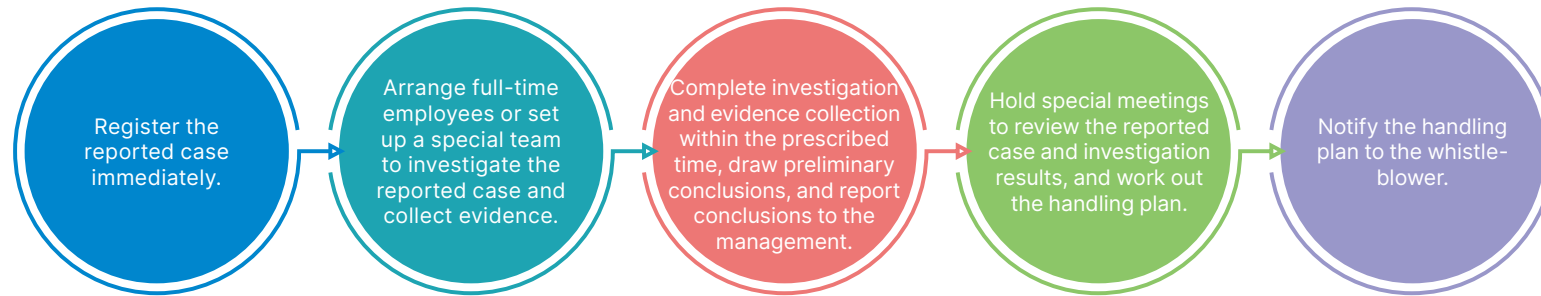 Register the
reported case
immediately.
Arrange full-time
employees or set
up a special team
to investigate the
reported case and
collect evidence.
Complete investigation
and evidence collection
within the prescribed
time, draw preliminary
conclusions, and report
conclusions to the
management.
Hold special meetings
to review the reported
case and investigation
results, and work out
the handling plan.
Notify the handling
plan to the whistle-
blower.